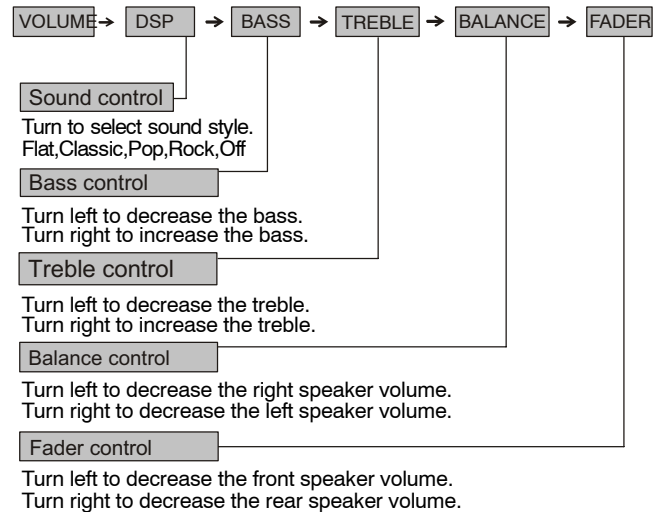 VOLUME → DSP → BASS → TREBLE → BALANCE → FADER
Sound control
Turn to select sound style.
Flat,Classic,Pop,Rock,Off
Bass control
Turn left to decrease the bass.
Turn right to increase the bass.
Treble control
Turn left to decrease the treble.
Turn right to increase the treble.
Balance control
Turn left to decrease the right speaker volume.
Turn right to decrease the left speaker volume.
Fader control
Turn left to decrease the front speaker volume.
Turn right to decrease the rear speaker volume.